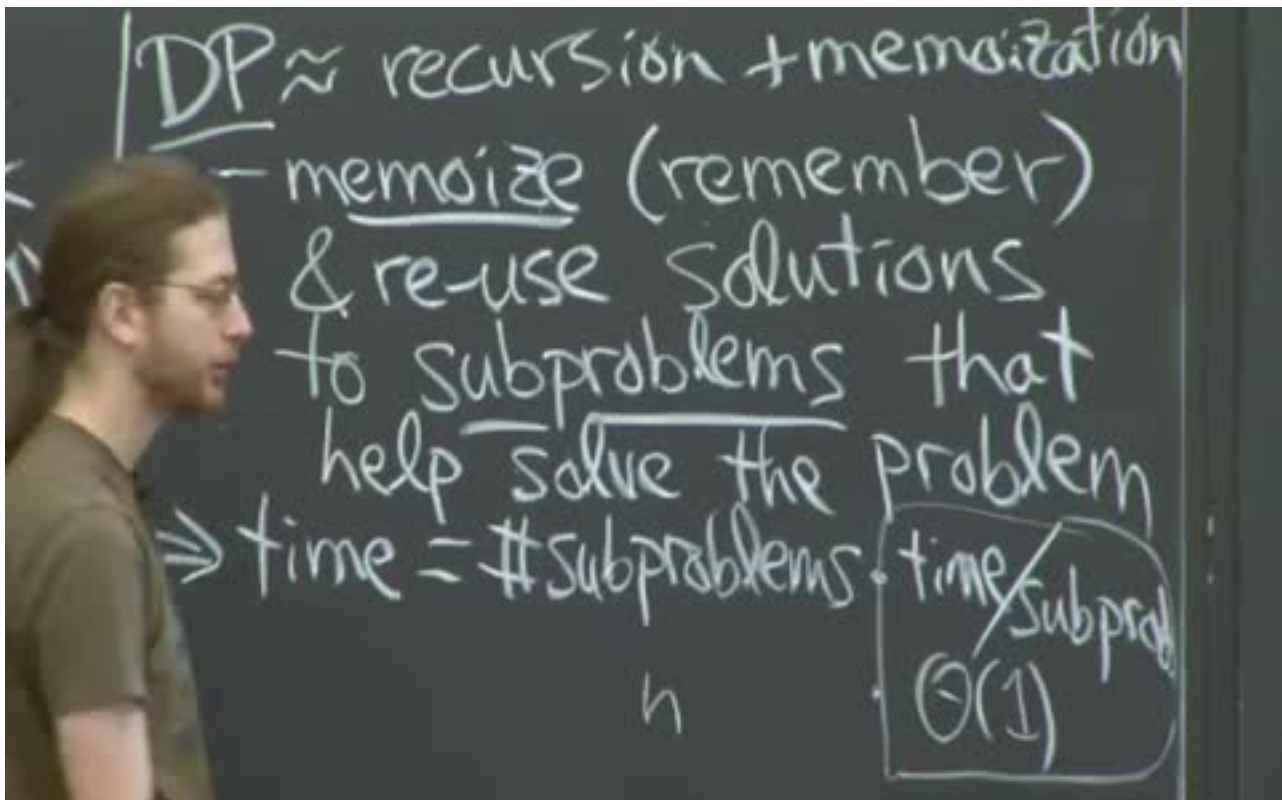 DP ≈ recursion + memoization
- memoize (remember)
& re-use solutions
to subproblems that
help solve the problem
⇒ time = #subproblems · time/subprob
n · Θ(1)